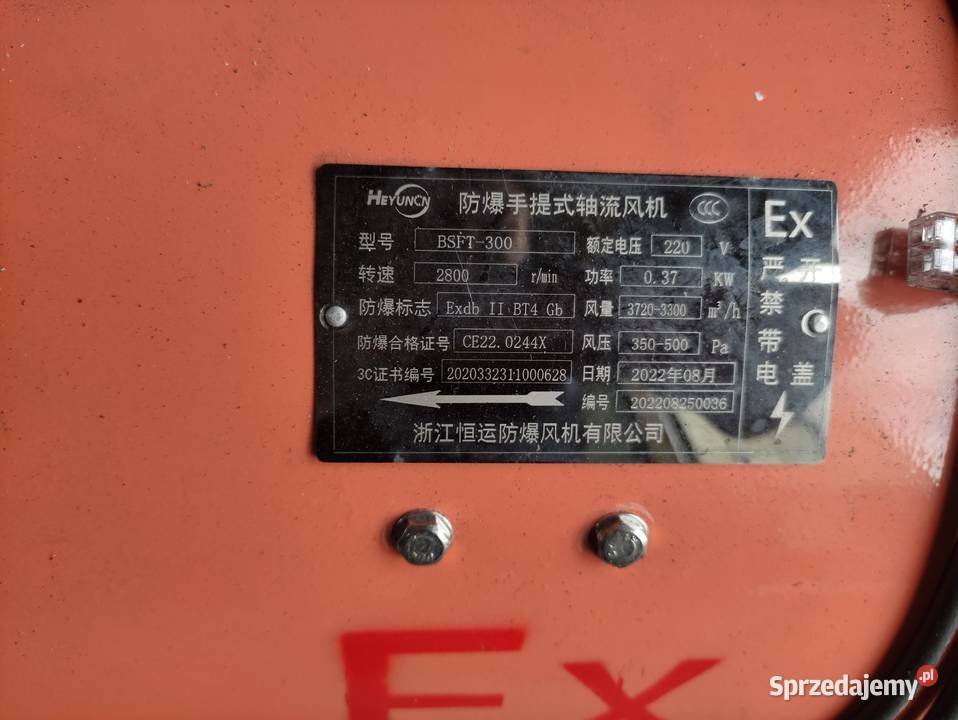 HEYUNCN 防爆手提式轴流风机 CCC Ex
型号 BSFT-300 额定电压 220 V
转速 2800 r/min 功率 0.37 KW
防爆标志 Exdb II BT4 Gb 风量 3720-3300 m³/h
防爆合格证号 CE22.0244X 风压 350-500 Pa
3C证书编号 2020332311000628 日期 2022年08月
编号 202208250036
浙江恒运防爆风机有限公司
严禁带电
开盖
Ex
Sprzedajemy.pl